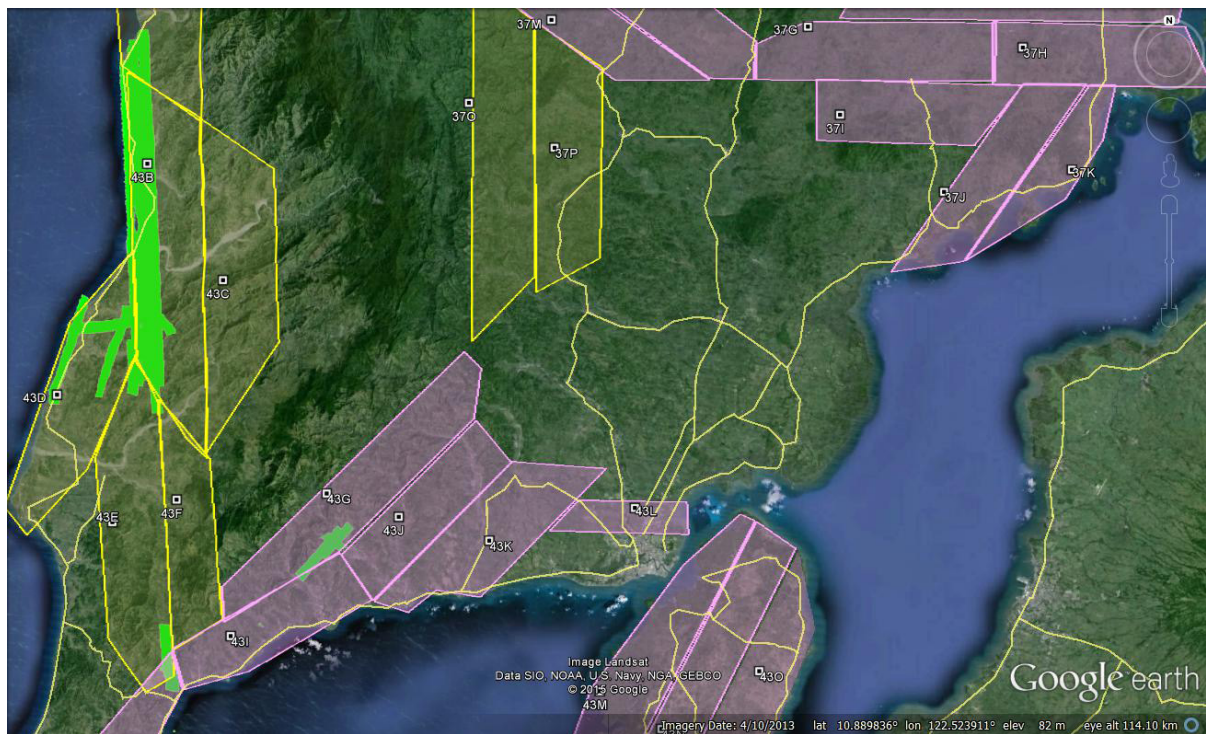 37M
37G
N
37H
37O
37I
37P
43B
37K
37J
43C
43D
43G
43F
43L
43E
43J
43K
43I
Image Landsat
Data SIO, NOAA, U.S. Navy, NGA, GEBCO
© 2015 Google
43O
43M
Google earth
Imagery Date: 4/10/2013 lat 10.889836° lon 122.523911° elev 82 m eye alt 114.10 km